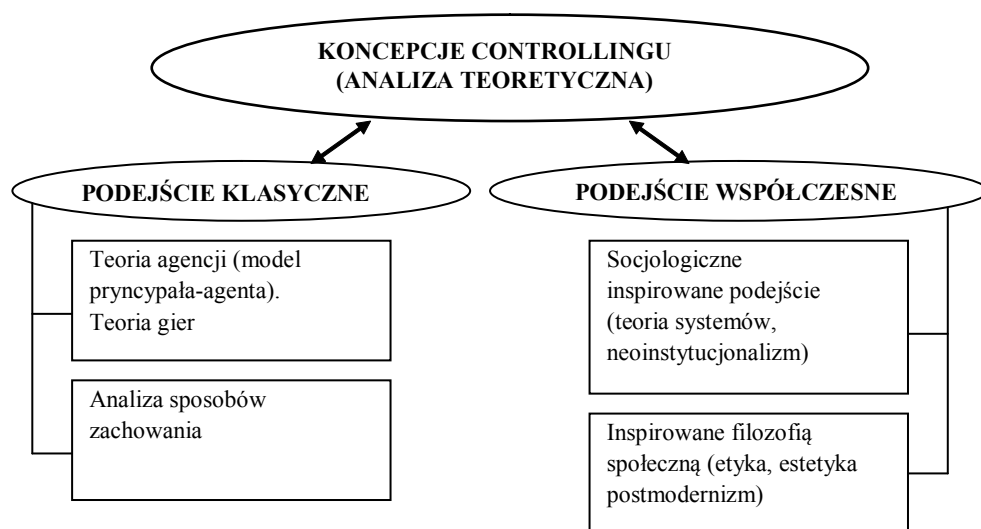 KONCEPCJE CONTROLLINGU
(ANALIZA TEORETYCZNA)
PODEJŚCIE KLASYCZNE
Teoria agencji (model
pryncypała-agenta).
Teoria gier
Analiza sposobów
zachowania
PODEJŚCIE WSPÓŁCZESNE
Socjologiczne
inspirowane podejście
(teoria systemów,
neoinstytucjonalizm)
Inspirowane filozofią
społeczną (etyka, estetyka
postmodernizm)